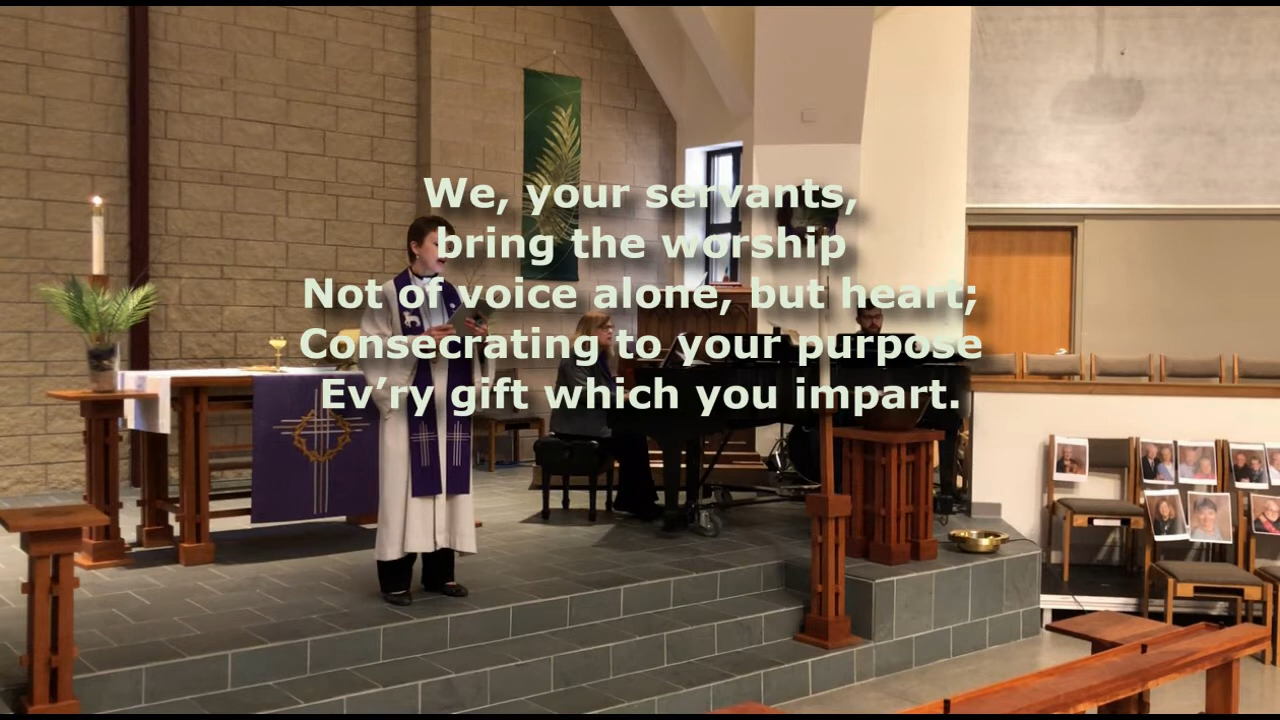 We, your servants,
bring the worship
Not of voice alone, but heart;
Consecrating to your purpose
Ev’ry gift which you impart.